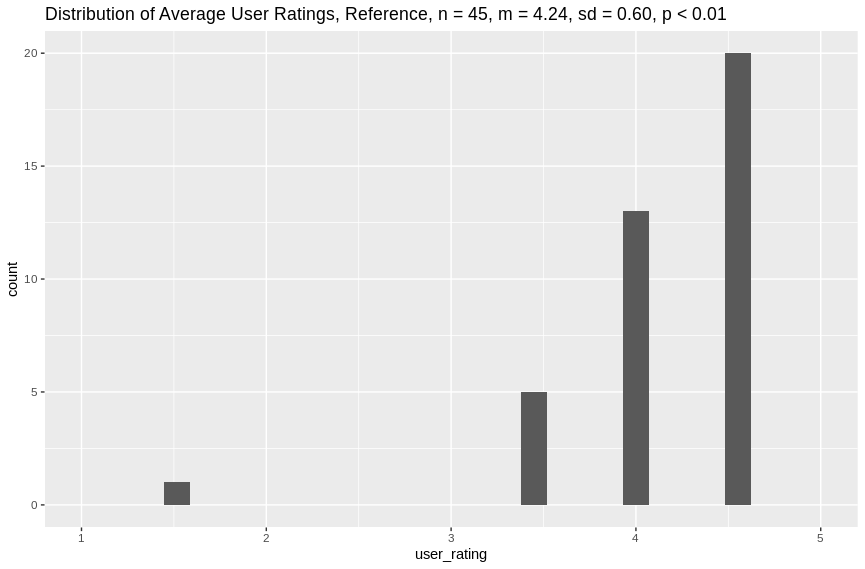 Distribution of Average User Ratings, Reference, n = 45, m = 4.24, sd = 0.60, p < 0.01
20
15
10
5
0
count
1 2 3 4 5
user_rating